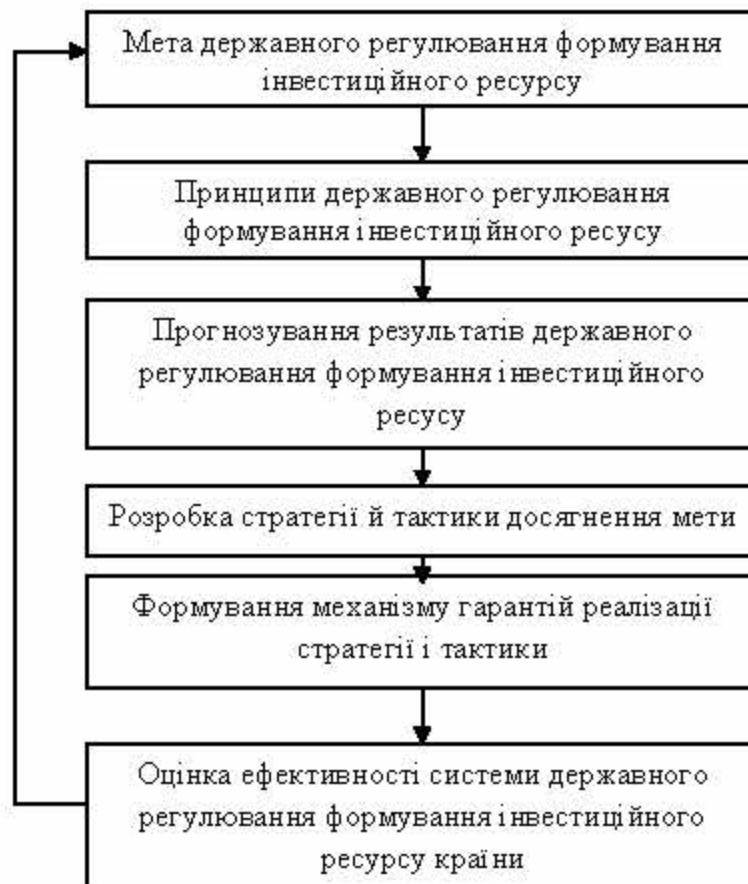 Мета державного регулювання формування
інвестиційного ресурсу
Принципи державного регулювання
формування інвестиційного ресусу
Прогнозування результатів державного
регулювання формування інвестиційного
ресусу
Розробка стратегії й тактики досягнення мети
Формування механізму гарантій реалізації
стратегії і тактики
Оцінка ефективності системи державного
регулювання формування інвестиційного
ресурсу країни